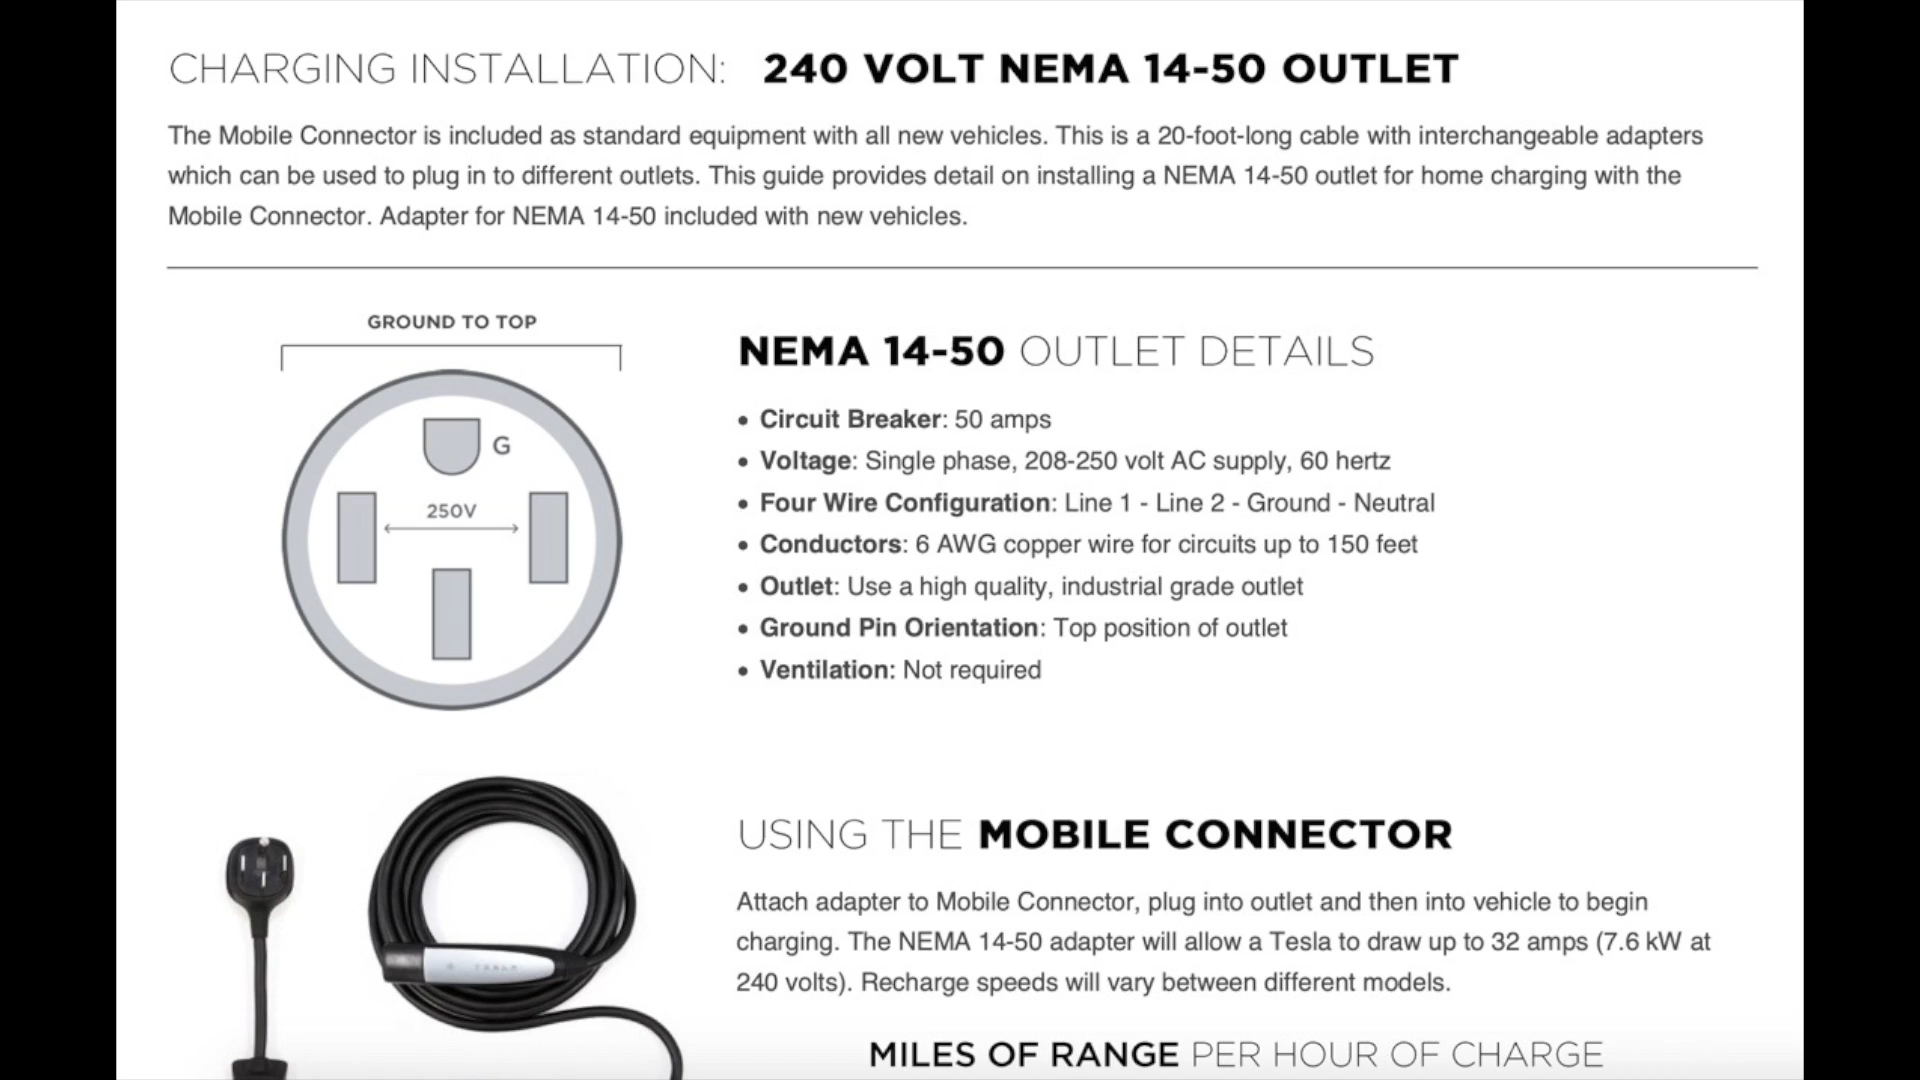 CHARGING INSTALLATION: 240 VOLT NEMA 14-50 OUTLET
The Mobile Connector is included as standard equipment with all new vehicles. This is a 20-foot-long cable with interchangeable adapters
which can be used to plug in to different outlets. This guide provides detail on installing a NEMA 14-50 outlet for home charging with the
Mobile Connector. Adapter for NEMA 14-50 included with new vehicles.
GROUND TO TOP
G
250V
NEMA 14-50 OUTLET DETAILS
• Circuit Breaker: 50 amps
• Voltage: Single phase, 208-250 volt AC supply, 60 hertz
• Four Wire Configuration: Line 1 - Line 2 - Ground - Neutral
• Conductors: 6 AWG copper wire for circuits up to 150 feet
• Outlet: Use a high quality, industrial grade outlet
• Ground Pin Orientation: Top position of outlet
• Ventilation: Not required
TESLA
USING THE MOBILE CONNECTOR
Attach adapter to Mobile Connector, plug into outlet and then into vehicle to begin
charging. The NEMA 14-50 adapter will allow a Tesla to draw up to 32 amps (7.6 kW at
240 volts). Recharge speeds will vary between different models.
MILES OF RANGE PER HOUR OF CHARGE